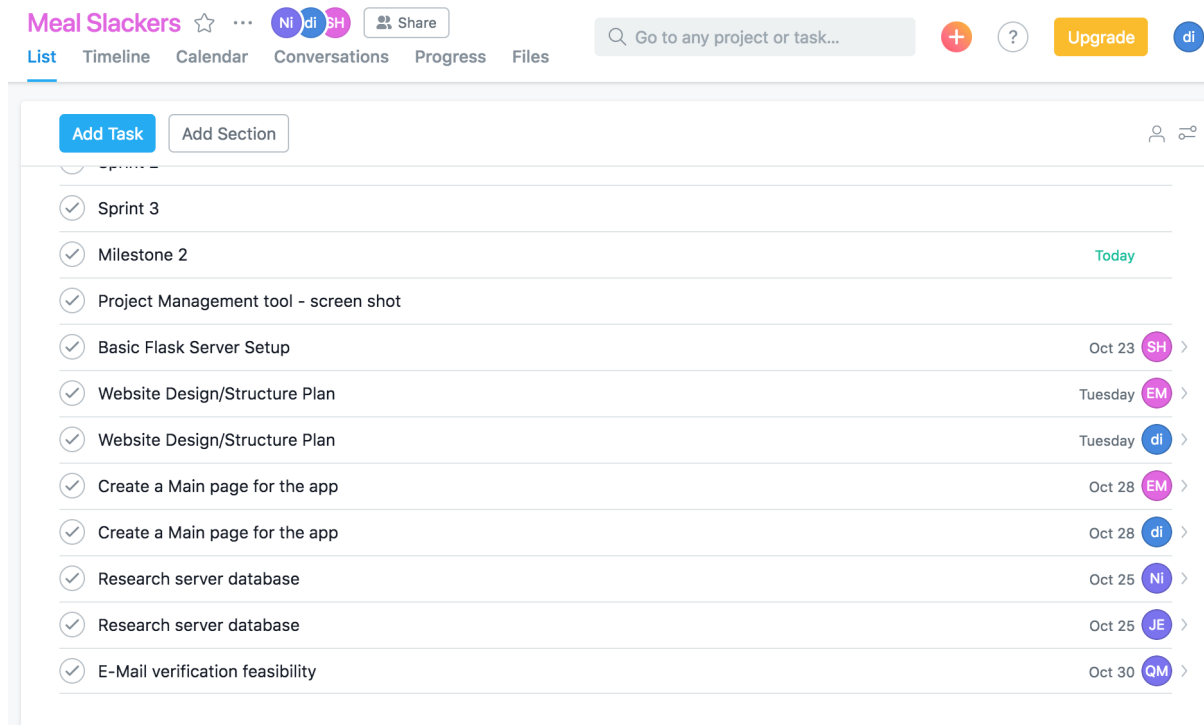 Meal Slackers
Ni di SH
Share
Go to any project or task...
+
?
Upgrade
di
List Timeline Calendar Conversations Progress Files
Add Task Add Section
Sprint 2
Sprint 3
Milestone 2 Today
Project Management tool - screen shot
Basic Flask Server Setup Oct 23 SH
Website Design/Structure Plan Tuesday EM
Website Design/Structure Plan Tuesday di
Create a Main page for the app Oct 28 EM
Create a Main page for the app Oct 28 di
Research server database Oct 25 Ni
Research server database Oct 25 JE
E-Mail verification feasibility Oct 30 QM